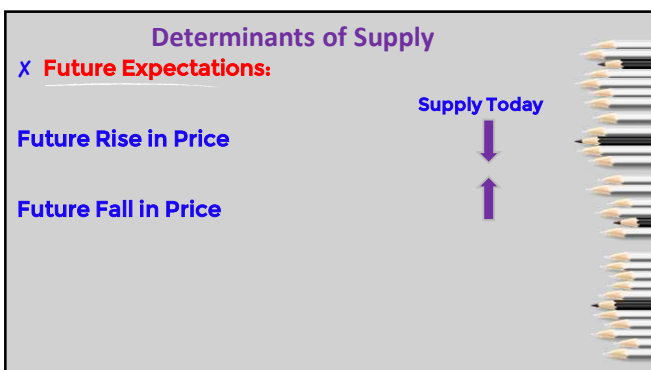 Determinants of Supply
✗ Future Expectations:
Supply Today
Future Rise in Price
Future Fall in Price